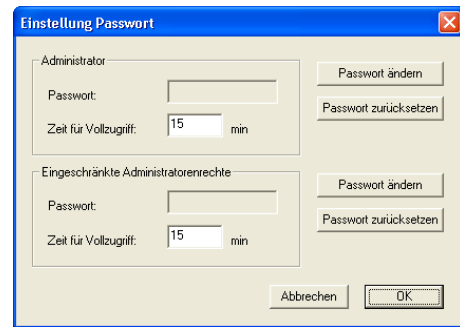 Einstellung Passwort
Administrator
Passwort:
Zeit für Vollzugriff: 15 min
Passwort ändern
Passwort zurücksetzen
Eingeschränkte Administratorenrechte
Passwort:
Zeit für Vollzugriff: 15 min
Passwort ändern
Passwort zurücksetzen
Abbrechen OK